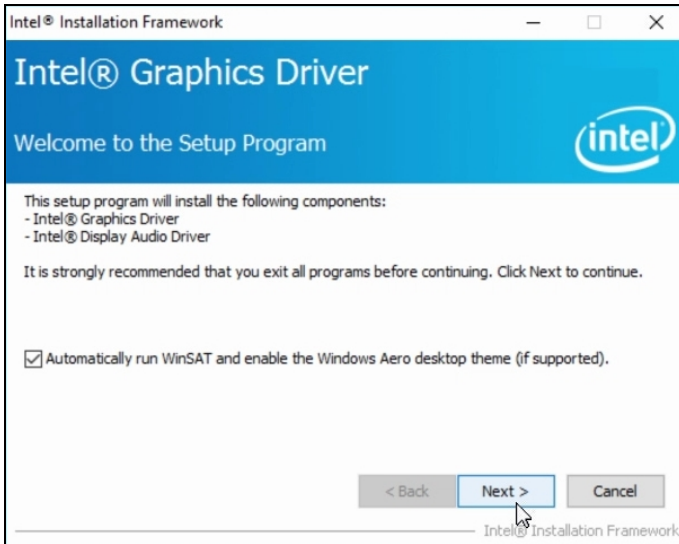 Intel® Installation Framework
Intel® Graphics Driver
Welcome to the Setup Program
intel
This setup program will install the following components:
- Intel® Graphics Driver
- Intel® Display Audio Driver
It is strongly recommended that you exit all programs before continuing. Click Next to continue.
Automatically run WinSAT and enable the Windows Aero desktop theme (if supported).
< Back Next > Cancel
Intel® Installation Framework